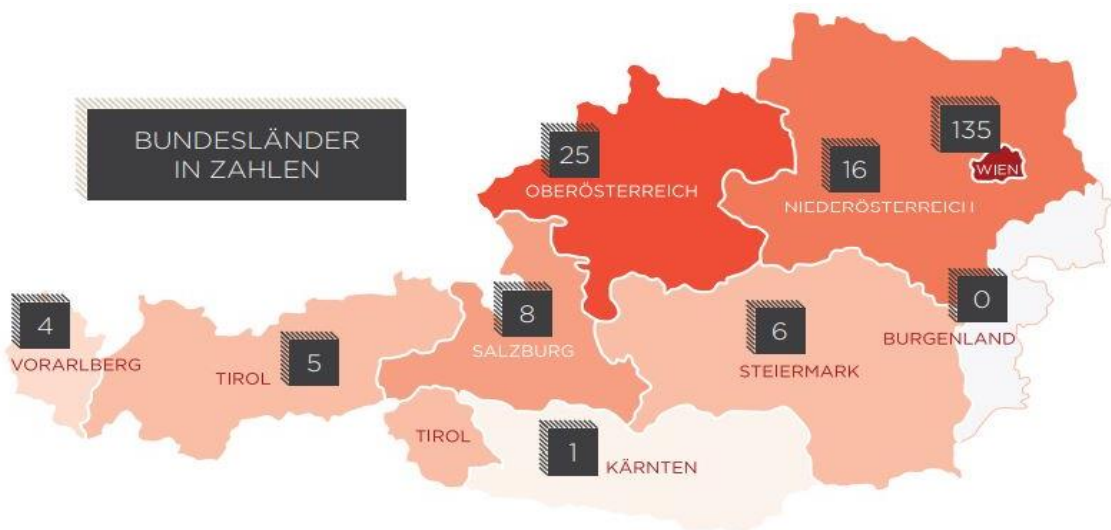 BUNDESLÄNDER
IN ZAHLEN
135
25
OBERÖSTERREICH
16
WIEN
NIEDERÖSTERREICH
4
VORARLBERG
8
SALZBURG
0
BURGENLAND
5
TIROL
6
STEIERMARK
TIROL
1
KÄRNTEN